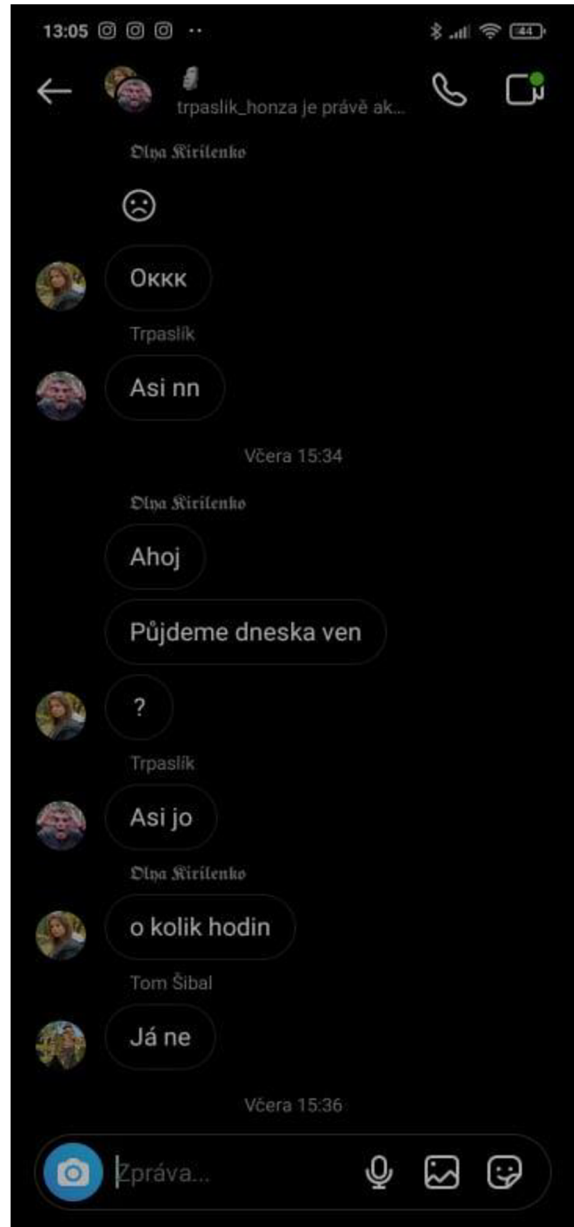 13:05
44
trpaslik_honza je právě ak...
Olya Kirilenko
Оккк
Trpaslík
Asi nn
Včera 15:34
Olya Kirilenko
Ahoj
Půjdeme dneska ven
?
Trpaslík
Asi jo
Olya Kirilenko
o kolik hodin
Tom Šibal
Já ne
Včera 15:36
Zpráva...